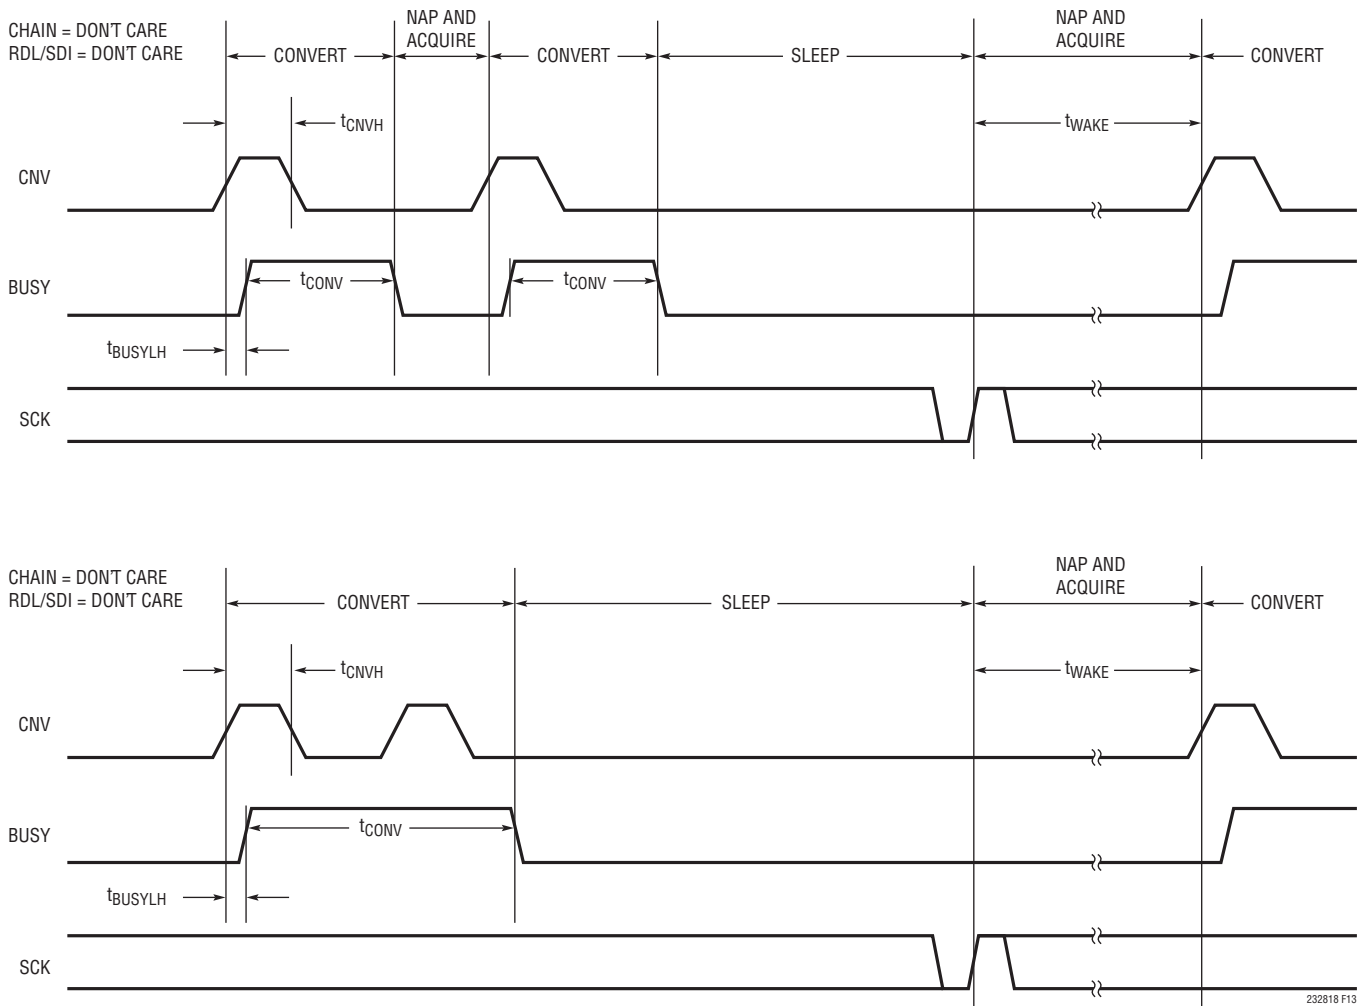 CHAIN = DON'T CARE
RDL/SDI = DON'T CARE
CONVERT
NAP AND
ACQUIRE
CONVERT
SLEEP
NAP AND
ACQUIRE
CONVERT
tCNVH
tWAKE
CNV
BUSY
tCONV
tCONV
tBUSYLH
SCK
CHAIN = DON'T CARE
RDL/SDI = DON'T CARE
CONVERT
SLEEP
NAP AND
ACQUIRE
CONVERT
tCNVH
tWAKE
CNV
BUSY
tCONV
tBUSYLH
SCK
232818 F13